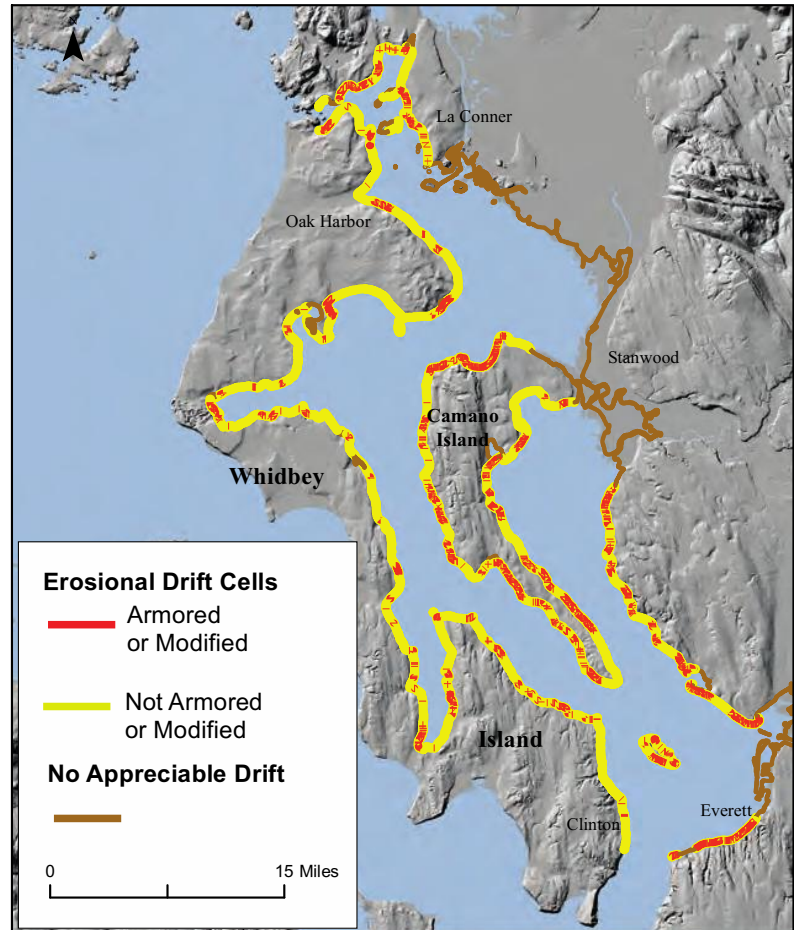 La Conner
Oak Harbor
Stanwood
Camano
Island
Whidbey
Island
Clinton
Everett
Erosional Drift Cells
Armored
or Modified
Not Armored
or Modified
No Appreciable Drift
0 15 Miles